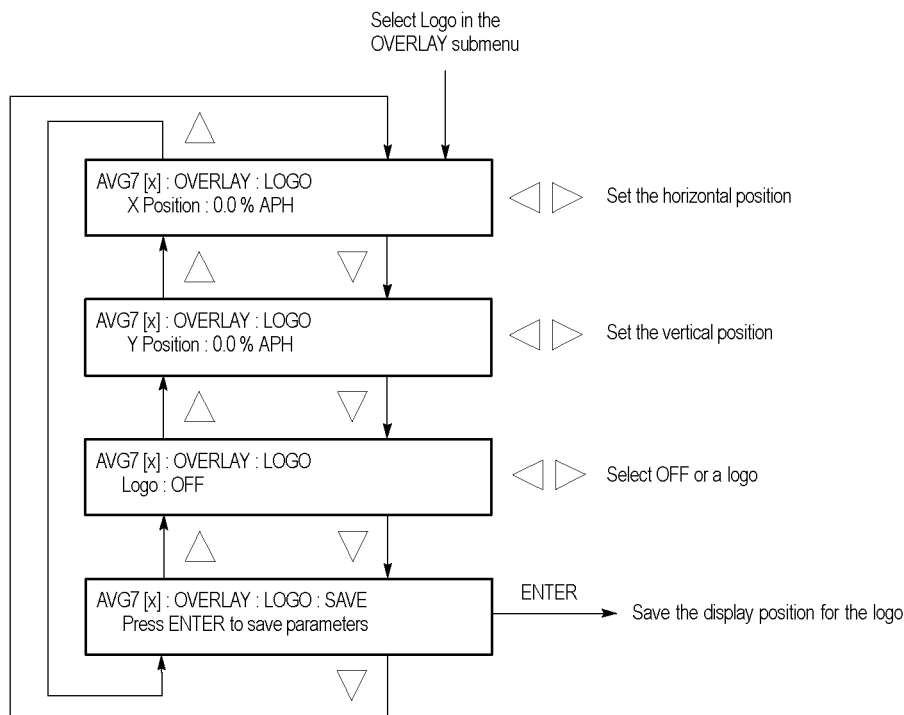 Select Logo in the
OVERLAY submenu
AVG7 [x] : OVERLAY : LOGO
X Position : 0.0 % APH
Set the horizontal position
AVG7 [x] : OVERLAY : LOGO
Y Position : 0.0 % APH
Set the vertical position
AVG7 [x] : OVERLAY : LOGO
Logo : OFF
Select OFF or a logo
AVG7 [x] : OVERLAY : LOGO : SAVE
Press ENTER to save parameters
ENTER
Save the display position for the logo